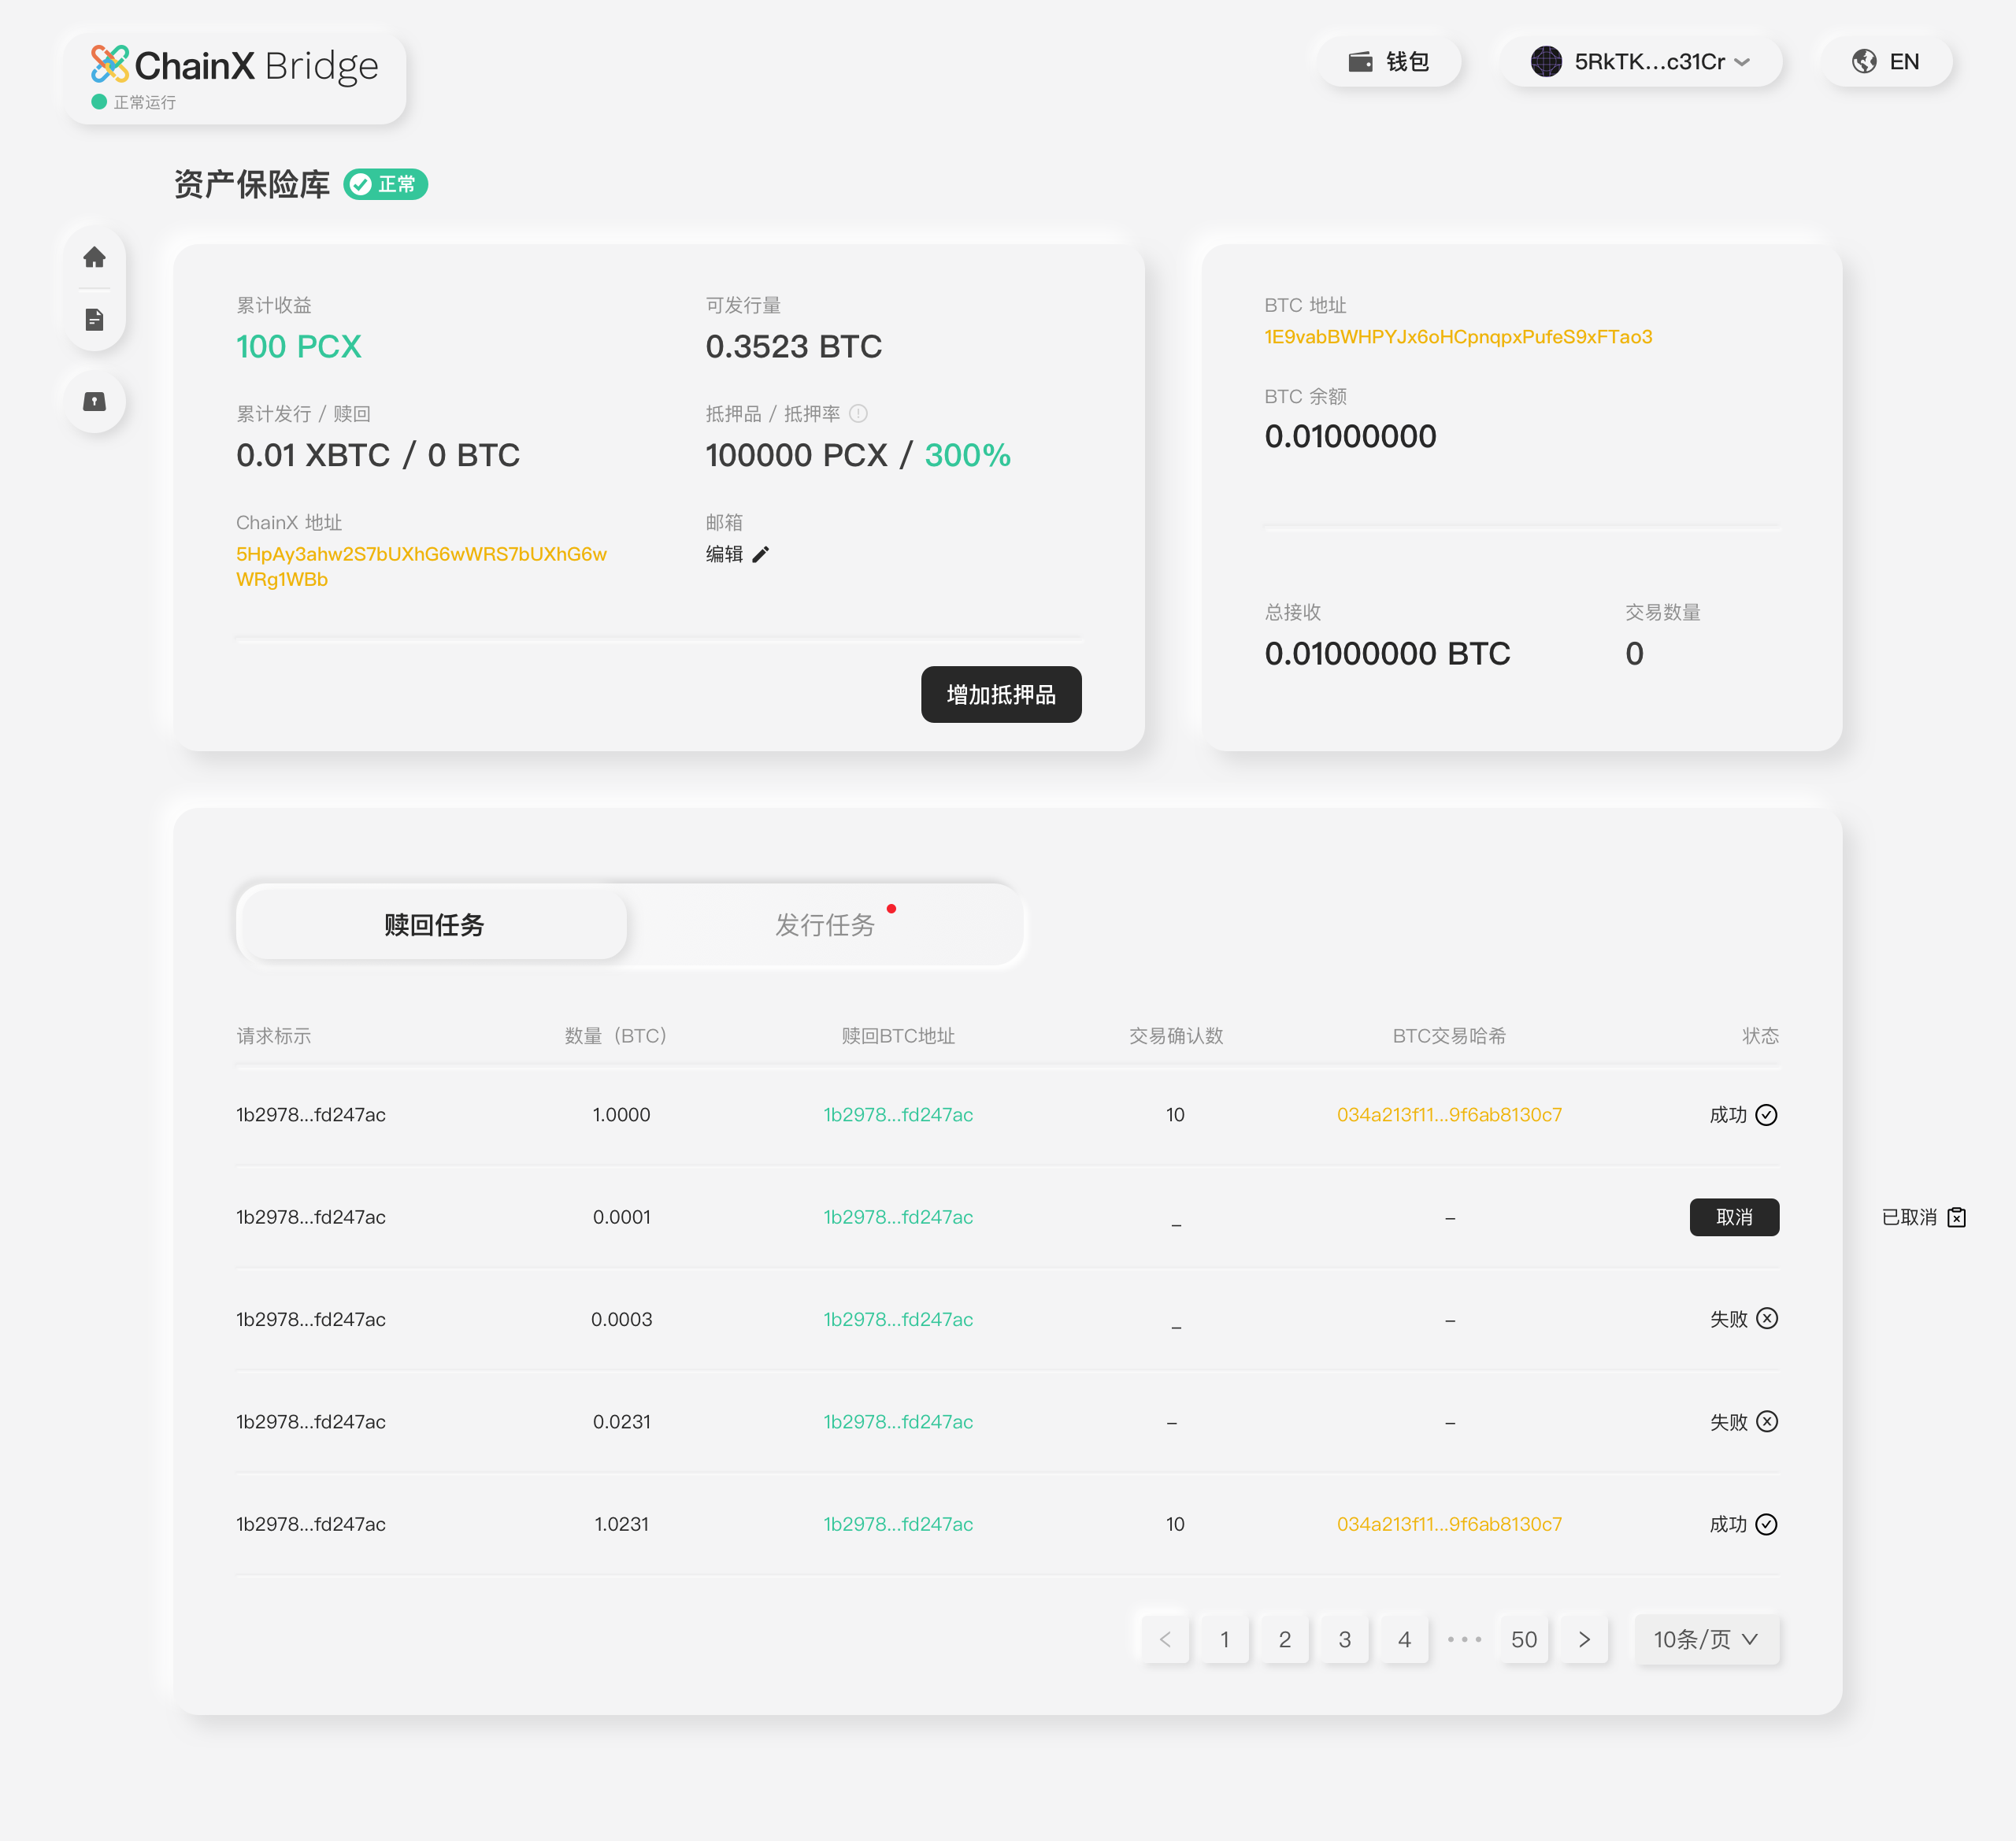 ChainX Bridge
正常运行
钱包
5RkTK...c31Cr
EN
资产保险库
正常
累计收益
100 PCX
可发行量
0.3523 BTC
累计发行 / 赎回
0.01 XBTC / 0 BTC
抵押品 / 抵押率
100000 PCX / 300%
ChainX 地址
5HpAy3ahw2S7bUXhG6wWRS7bUXhG6w
WRg1WBb
邮箱
编辑
增加抵押品
BTC 地址
1E9vabBWHPYJx6oHCpnqpxPufeS9xFTao3
BTC 余额
0.01000000
总接收
0.01000000 BTC
交易数量
0
赎回任务
发行任务
请求标示 数量（BTC） 赎回BTC地址 交易确认数 BTC交易哈希 状态
1b2978...fd247ac 1.0000 1b2978...fd247ac 10 034a213f11...9f6ab8130c7 成功
1b2978...fd247ac 0.0001 1b2978...fd247ac _ – 取消 已取消
1b2978...fd247ac 0.0003 1b2978...fd247ac _ – 失败
1b2978...fd247ac 0.0231 1b2978...fd247ac – – 失败
1b2978...fd247ac 1.0231 1b2978...fd247ac 10 034a213f11...9f6ab8130c7 成功
< 1 2 3 4 ••• 50 > 10条/页